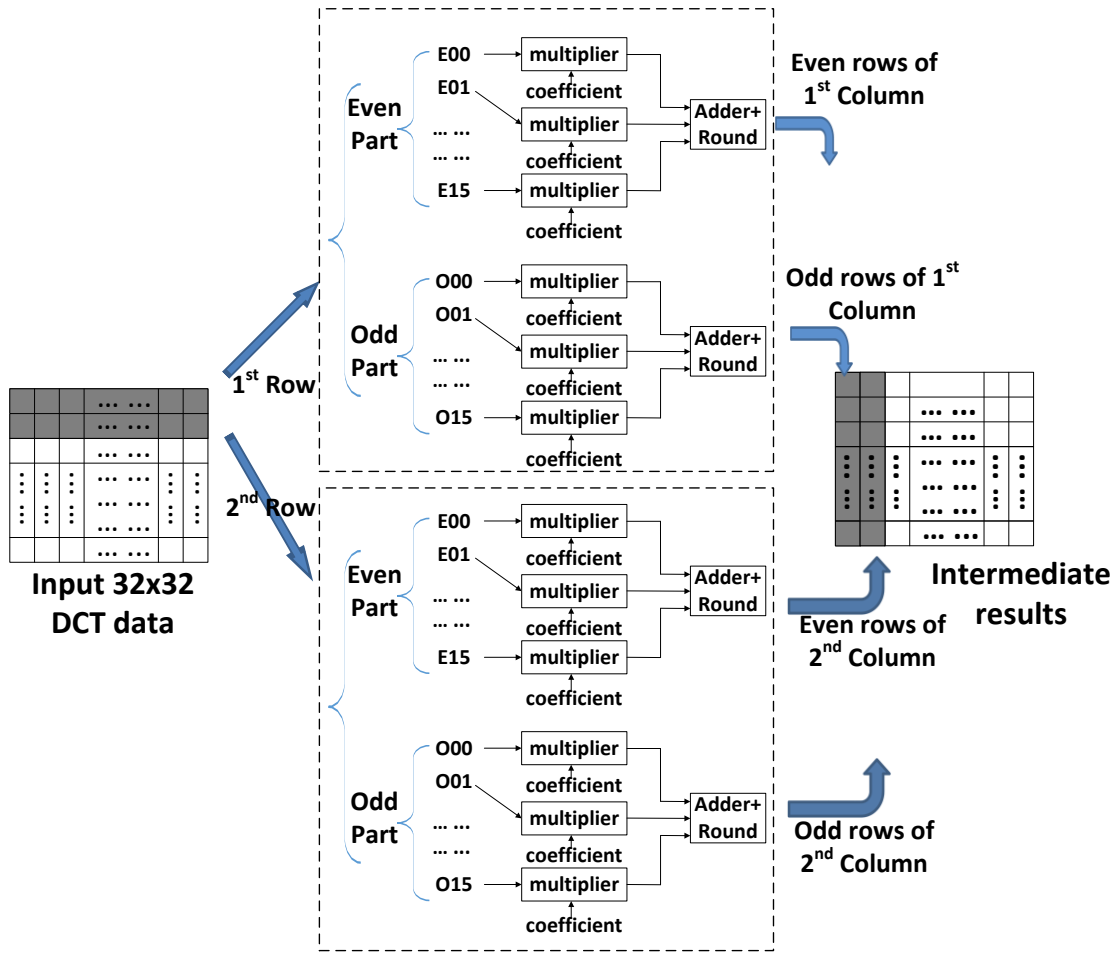 E00
multiplier
coefficient
E01
multiplier
coefficient
... ...
... ...
E15
multiplier
coefficient
Even
Part
Adder+
Round
Even rows of
1st Column
O00
multiplier
coefficient
O01
multiplier
coefficient
... ...
... ...
O15
multiplier
coefficient
Odd
Part
Adder+
Round
Odd rows of 1st
Column
1st Row
2nd Row
... ...
... ...
... ...
... ...
... ...
... ...
... ...
Input 32x32
DCT data
E00
multiplier
coefficient
E01
multiplier
coefficient
... ...
... ...
E15
multiplier
coefficient
Even
Part
Adder+
Round
Even rows of
2nd Column
... ...
... ...
... ...
... ...
... ...
... ...
Intermediate
results
O00
multiplier
coefficient
O01
multiplier
coefficient
... ...
... ...
O15
multiplier
coefficient
Odd
Part
Adder+
Round
Odd rows of
2nd Column